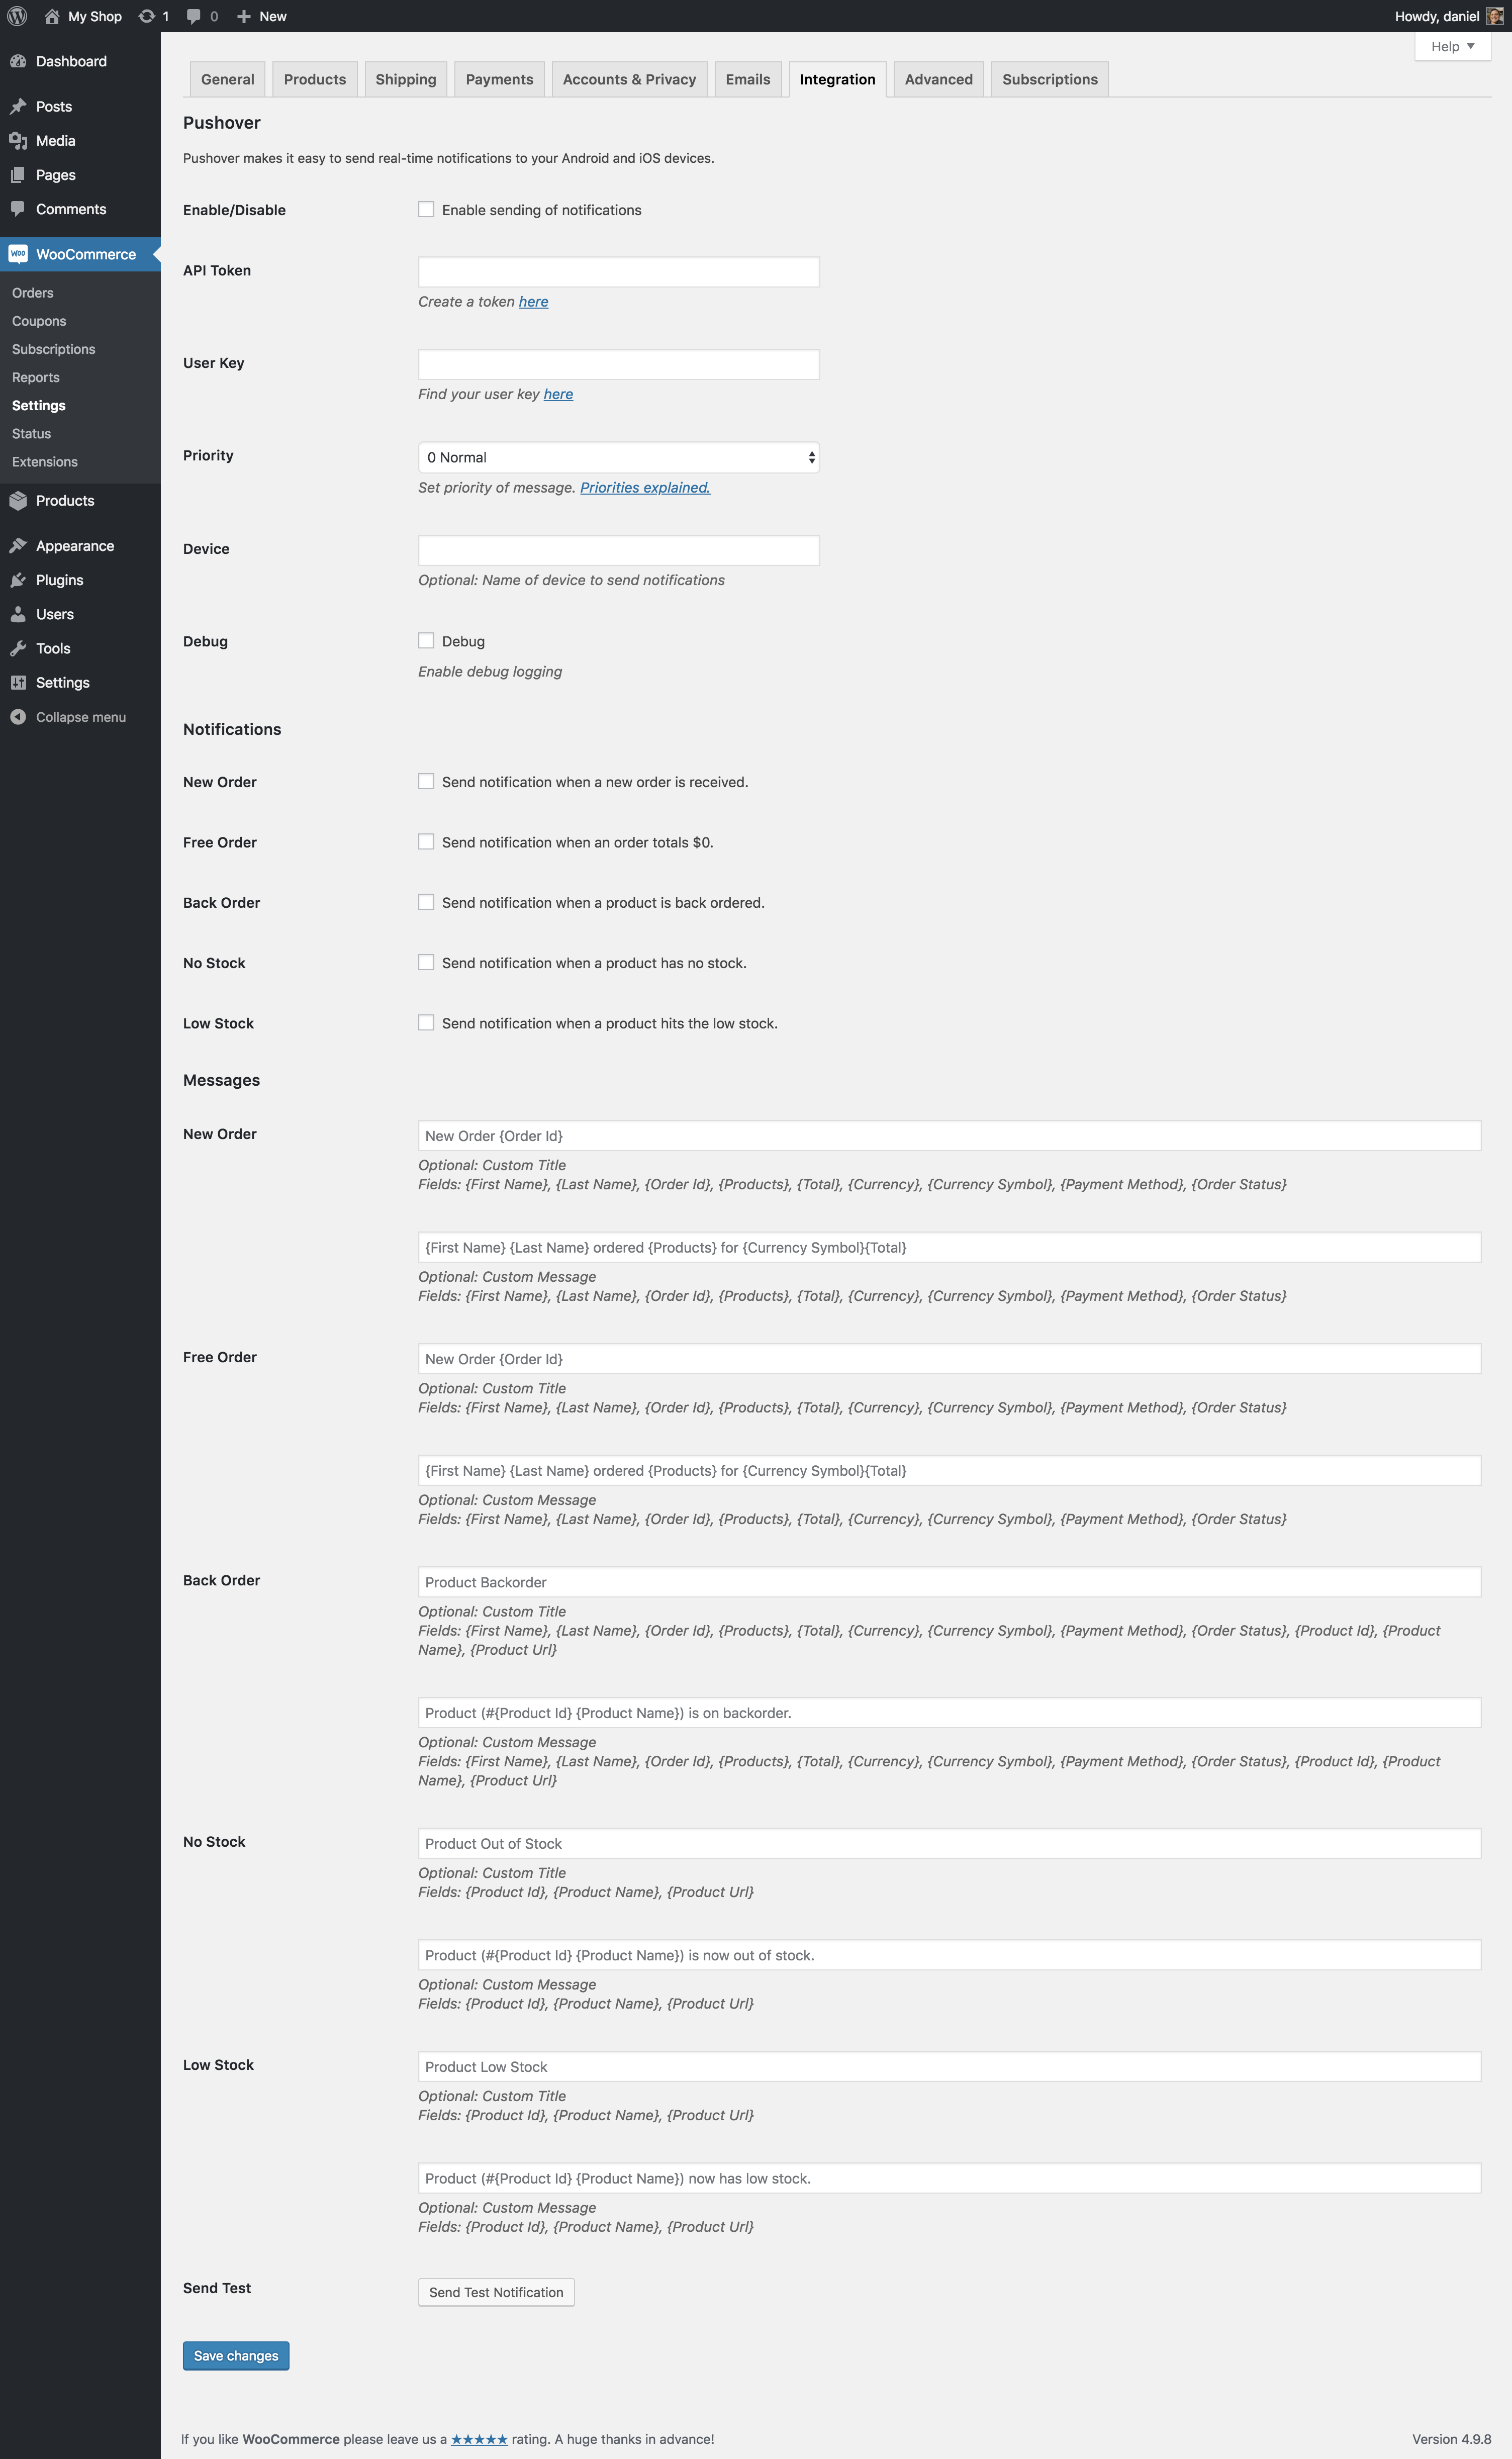 My Shop 1 0 New Howdy, daniel
Help ▼
Dashboard
Posts
Media
Pages
Comments
WOO WooCommerce
Orders
Coupons
Subscriptions
Reports
Settings
Status
Extensions
Products
Appearance
Plugins
Users
Tools
Settings
Collapse menu
General Products Shipping Payments Accounts & Privacy Emails Integration Advanced Subscriptions
Pushover
Pushover makes it easy to send real-time notifications to your Android and iOS devices.
Enable/Disable Enable sending of notifications
API Token
Create a token here
User Key
Find your user key here
Priority 0 Normal
Set priority of message. Priorities explained.
Device
Optional: Name of device to send notifications
Debug Debug
Enable debug logging
Notifications
New Order Send notification when a new order is received.
Free Order Send notification when an order totals $0.
Back Order Send notification when a product is back ordered.
No Stock Send notification when a product has no stock.
Low Stock Send notification when a product hits the low stock.
Messages
New Order New Order {Order Id}
Optional: Custom Title
Fields: {First Name}, {Last Name}, {Order Id}, {Products}, {Total}, {Currency}, {Currency Symbol}, {Payment Method}, {Order Status}
{First Name} {Last Name} ordered {Products} for {Currency Symbol}{Total}
Optional: Custom Message
Fields: {First Name}, {Last Name}, {Order Id}, {Products}, {Total}, {Currency}, {Currency Symbol}, {Payment Method}, {Order Status}
Free Order New Order {Order Id}
Optional: Custom Title
Fields: {First Name}, {Last Name}, {Order Id}, {Products}, {Total}, {Currency}, {Currency Symbol}, {Payment Method}, {Order Status}
{First Name} {Last Name} ordered {Products} for {Currency Symbol}{Total}
Optional: Custom Message
Fields: {First Name}, {Last Name}, {Order Id}, {Products}, {Total}, {Currency}, {Currency Symbol}, {Payment Method}, {Order Status}
Back Order Product Backorder
Optional: Custom Title
Fields: {First Name}, {Last Name}, {Order Id}, {Products}, {Total}, {Currency}, {Currency Symbol}, {Payment Method}, {Order Status}, {Product Id}, {Product
Name}, {Product Url}
Product (#{Product Id} {Product Name}) is on backorder.
Optional: Custom Message
Fields: {First Name}, {Last Name}, {Order Id}, {Products}, {Total}, {Currency}, {Currency Symbol}, {Payment Method}, {Order Status}, {Product Id}, {Product
Name}, {Product Url}
No Stock Product Out of Stock
Optional: Custom Title
Fields: {Product Id}, {Product Name}, {Product Url}
Product (#{Product Id} {Product Name}) is now out of stock.
Optional: Custom Message
Fields: {Product Id}, {Product Name}, {Product Url}
Low Stock Product Low Stock
Optional: Custom Title
Fields: {Product Id}, {Product Name}, {Product Url}
Product (#{Product Id} {Product Name}) now has low stock.
Optional: Custom Message
Fields: {Product Id}, {Product Name}, {Product Url}
Send Test Send Test Notification
Save changes
If you like WooCommerce please leave us a ★★★★★ rating. A huge thanks in advance! Version 4.9.8